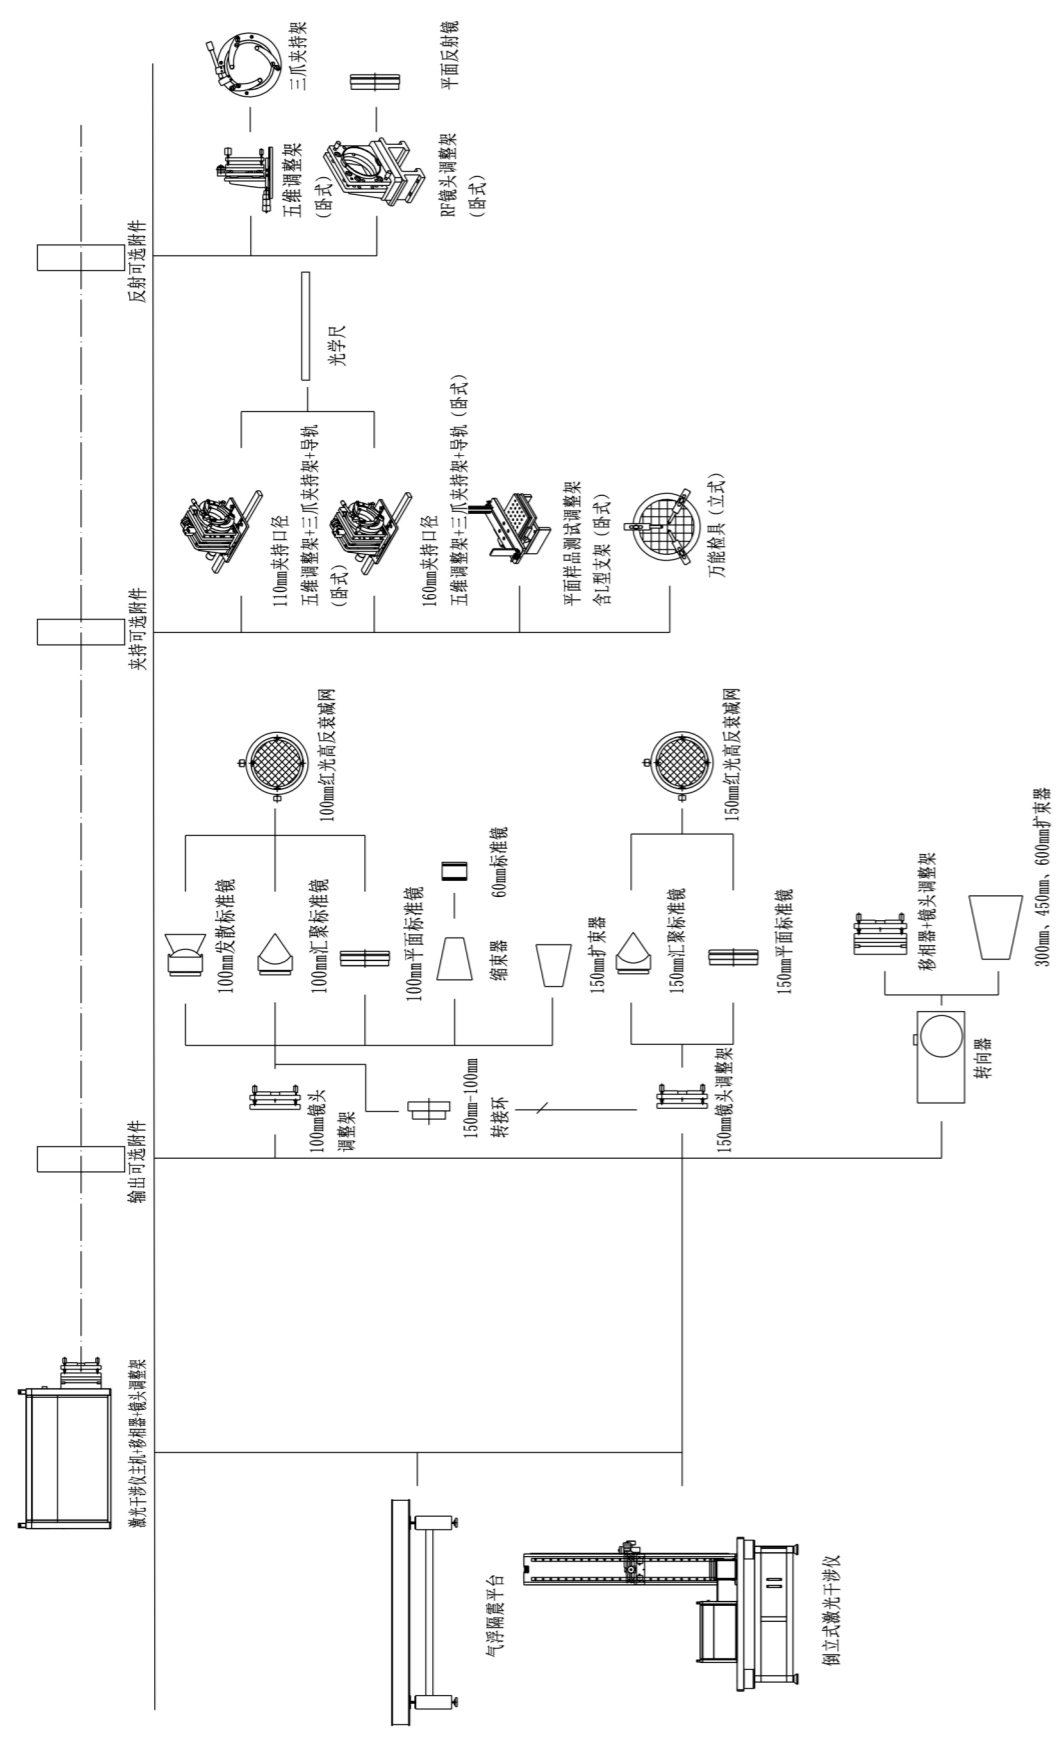 激光干涉仪主机+移相器+镜头调整架
输出可选附件
夹持可选附件
反射可选附件
气浮隔震平台
倒立式激光干涉仪
100mm镜头
调整架
150mm-100mm
转接环
150mm镜头调整架
转向器
100mm发散标准镜
100mm汇聚标准镜
100mm平面标准镜
缩束器
60mm标准镜
150mm扩束器
150mm汇聚标准镜
150mm平面标准镜
移相器+镜头调整架
300mm、450mm、600mm扩束器
100mm红光高反衰减网
150mm红光高反衰减网
110mm夹持口径
五维调整架+三爪夹持架+导轨
(卧式)
160mm夹持口径
五维调整架+三爪夹持架+导轨(卧式)
平面样品测试调整架
含L型支架(卧式)
万能检具(立式)
光学尺
五维调整架
(卧式)
三爪夹持架
RF镜头调整架
(卧式)
平面反射镜